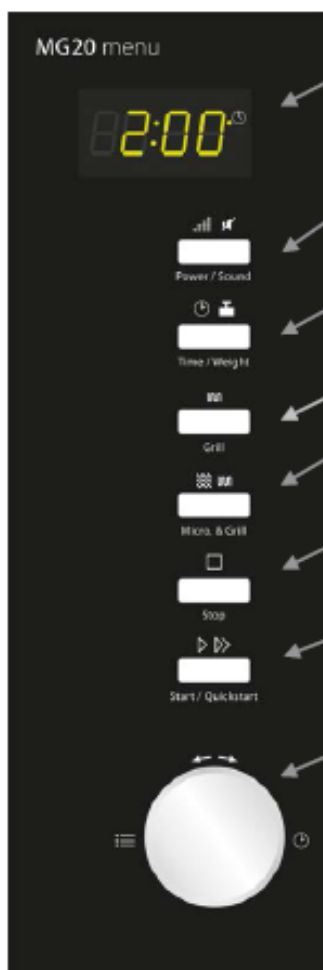 MG20 menu
2:00
Power / Sound
Time / Weight
Grill
Micro. & Grill
Stop
Start / Quickstart